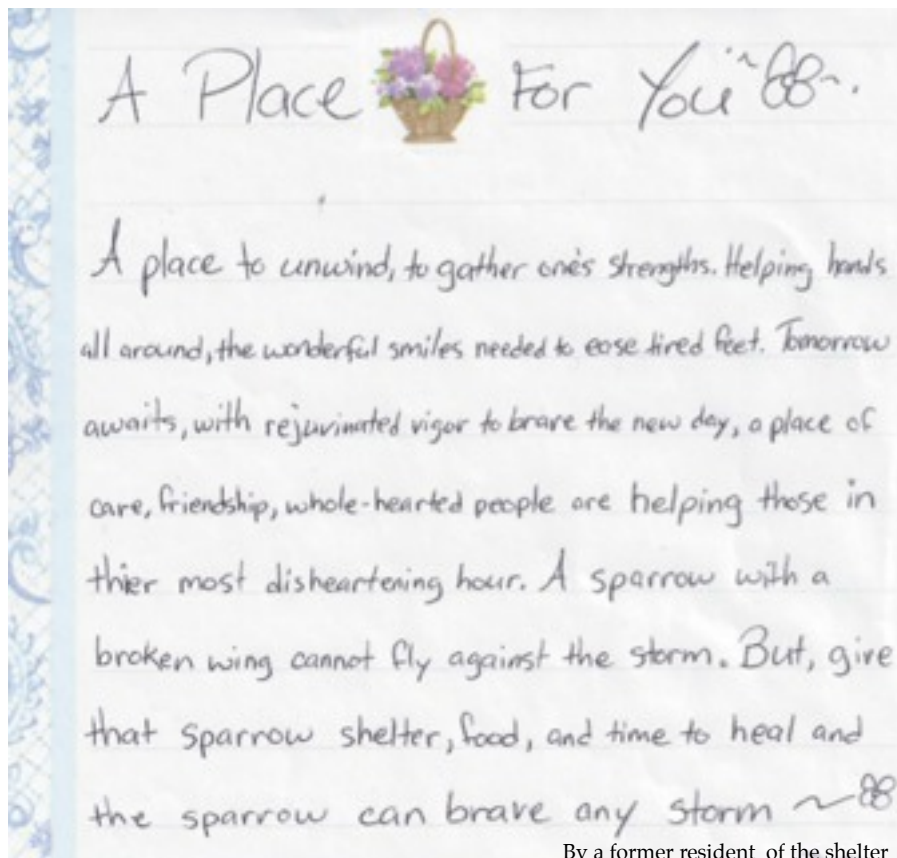 A Place For You
A place to unwind, to gather one's strengths. Helping hands
all around, the wonderful smiles needed to ease tired feet. Tomorrow
awaits, with rejuvinated vigor to brave the new day, a place of
care, friendship, whole-hearted people are helping those in
thier most disheartening hour. A sparrow with a
broken wing cannot fly against the storm. But, give
that sparrow shelter, food, and time to heal and
the sparrow can brave any storm ~
By a former resident of the shelter